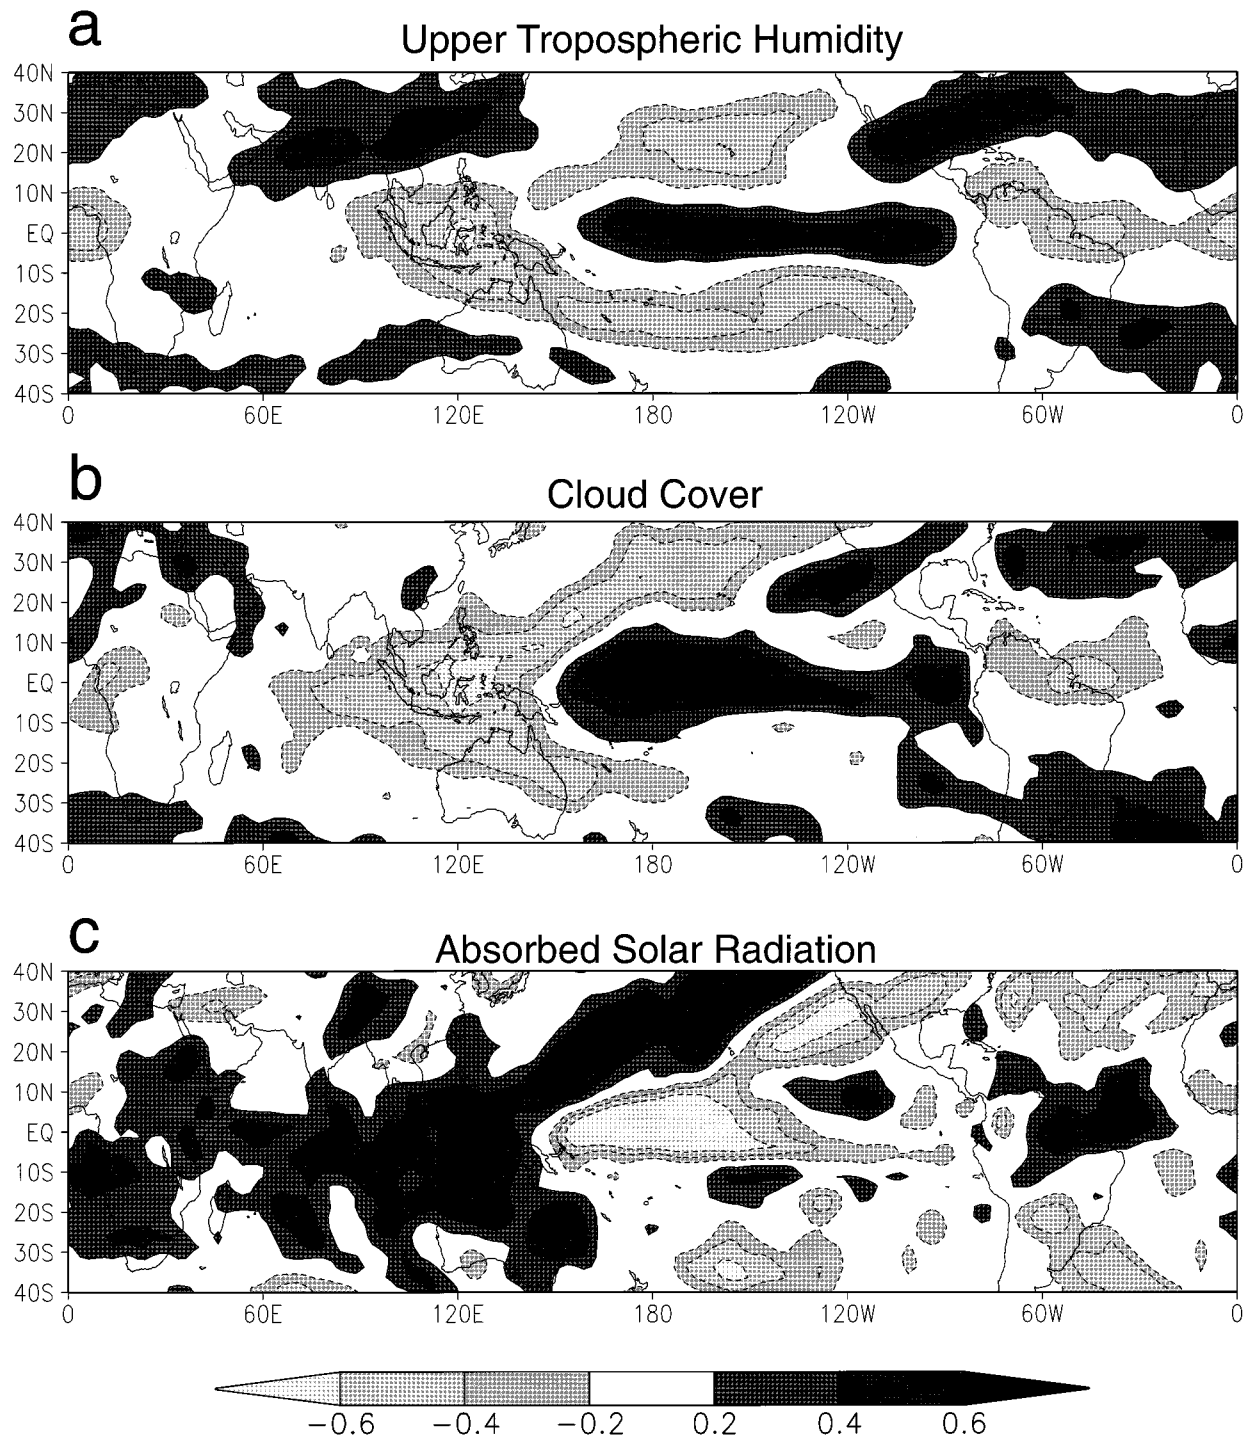 a
Upper Tropospheric Humidity
40N
30N
20N
10N
EQ
10S
20S
30S
40S
0 60E 120E 180 120W 60W 0
b
Cloud Cover
40N
30N
20N
10N
EQ
10S
20S
30S
40S
0 60E 120E 180 120W 60W 0
c
Absorbed Solar Radiation
40N
30N
20N
10N
EQ
10S
20S
30S
40S
0 60E 120E 180 120W 60W 0
−0.6 −0.4 −0.2 0.2 0.4 0.6